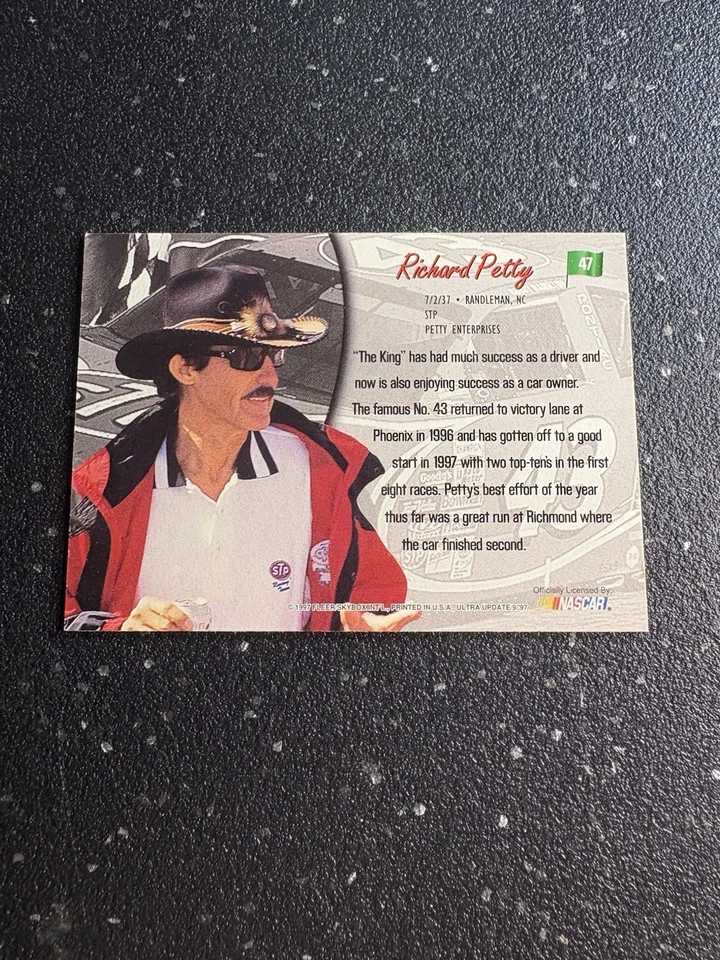 Richard Petty
47
7/2/37 • RANDLEMAN, NC
STP
PETTY ENTERPRISES
"The King" has had much success as a driver and
now is also enjoying success as a car owner.
The famous No. 43 returned to victory lane at
Phoenix in 1996 and has gotten off to a good
start in 1997 with two top-tens in the first
eight races. Petty's best effort of the year
thus far was a great run at Richmond where
the car finished second.
STP
Officially Licensed By:
NASCAR
© 1997 FLEER/SKYBOX INT'L., PRINTED IN U.S.A., ULTRA UPDATE 9/97
43
PONTIAC